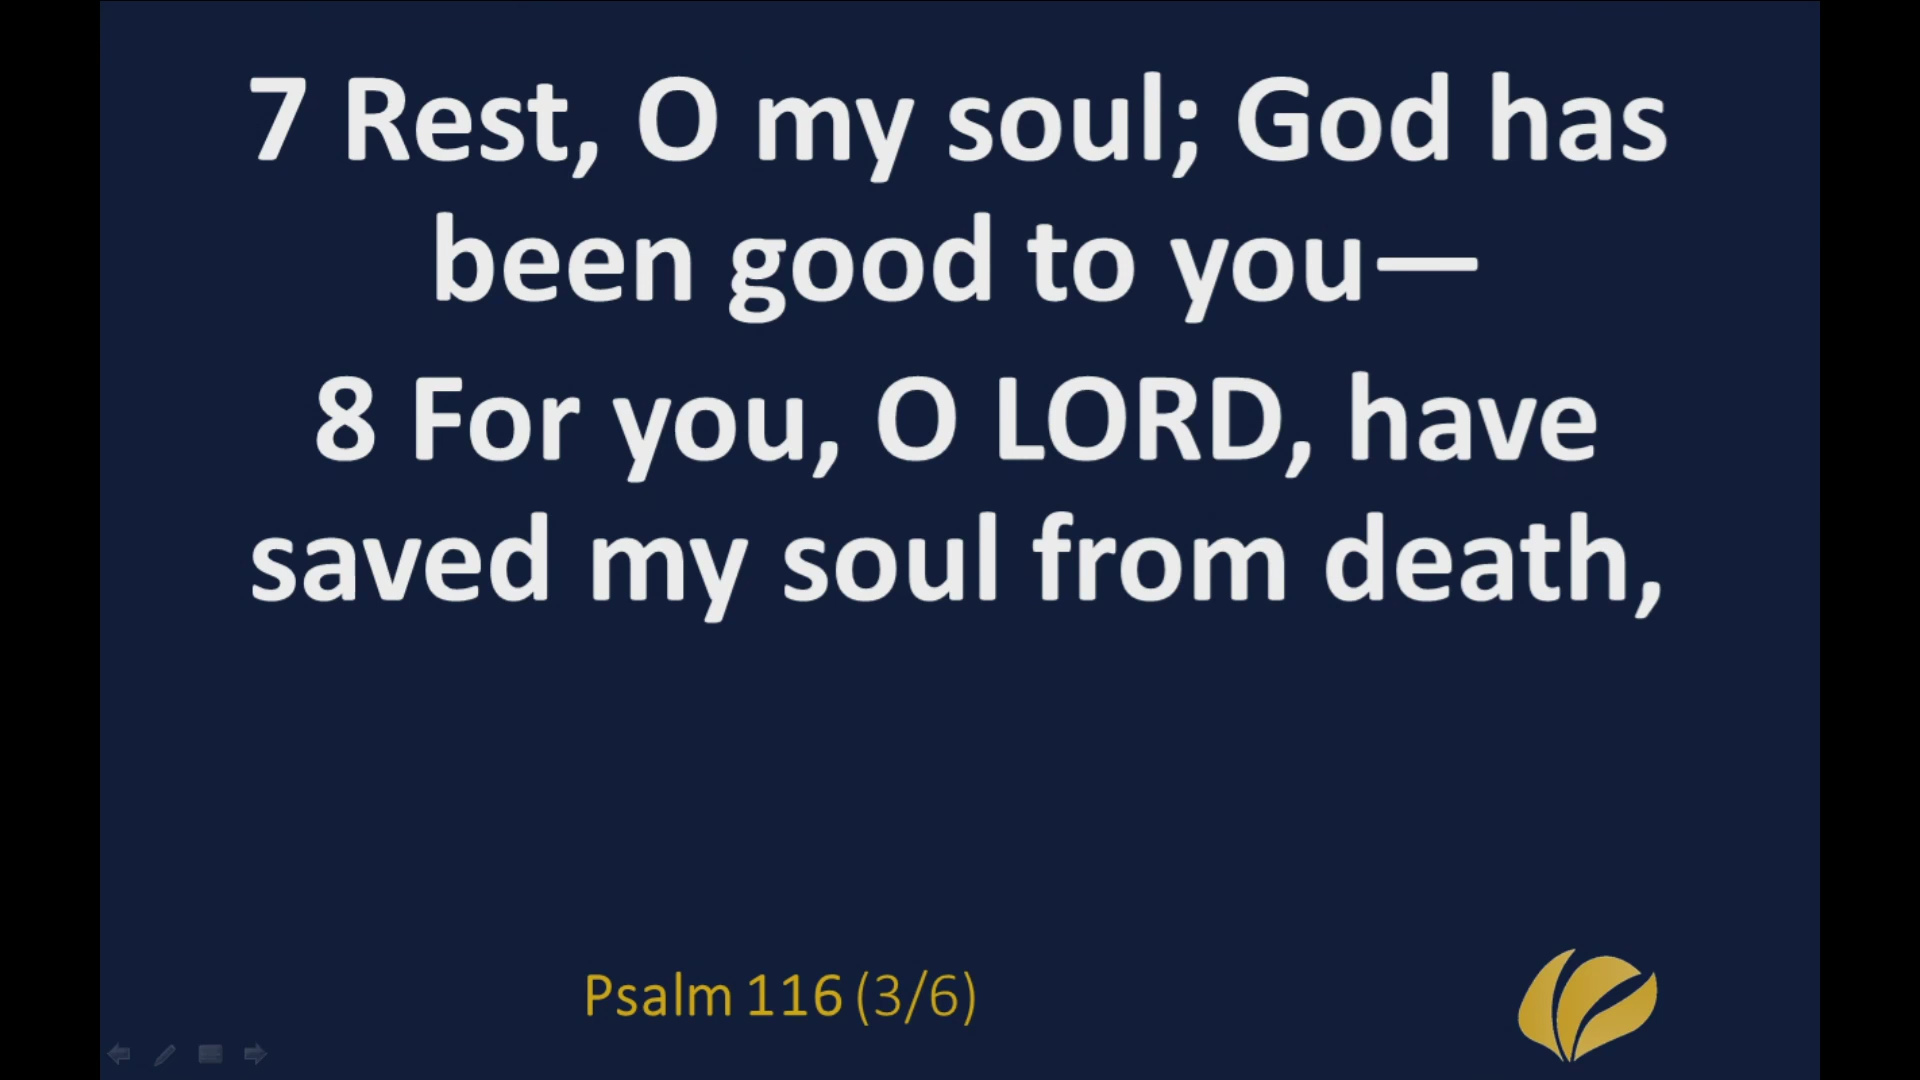 7 Rest, O my soul; God has
been good to you—
8 For you, O LORD, have
saved my soul from death,
Psalm 116 (3/6)